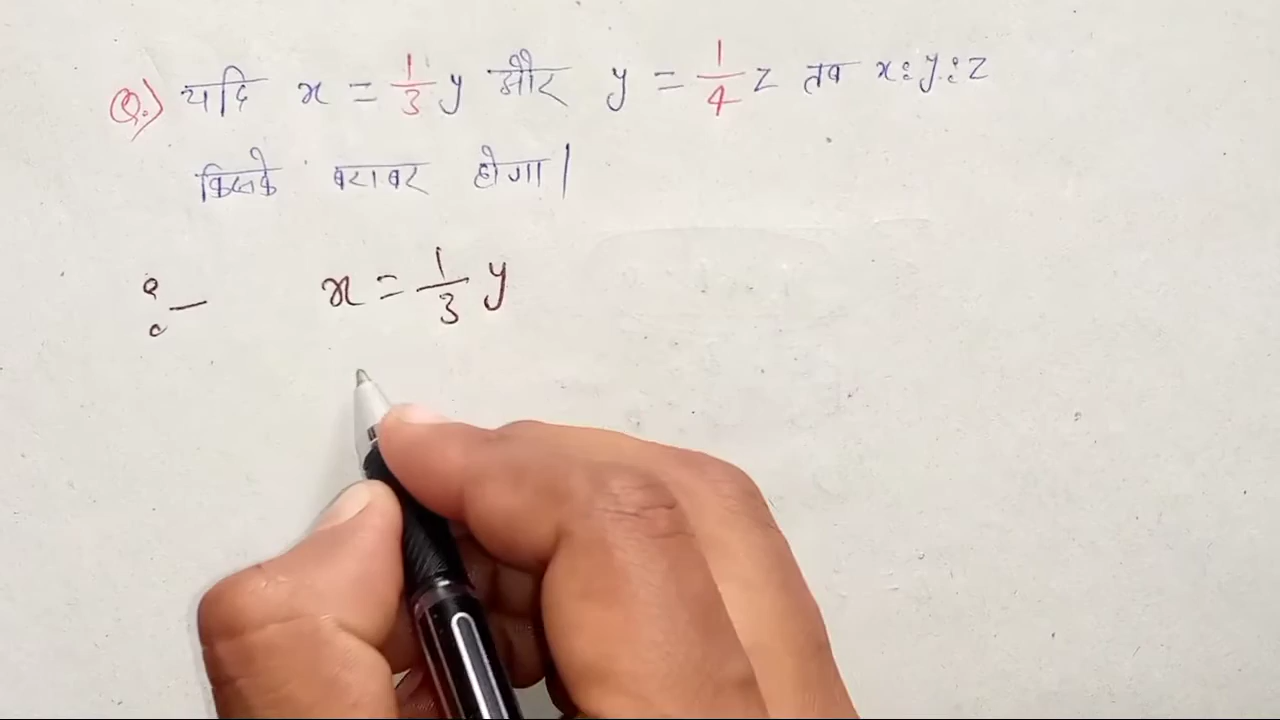 Q.) यदि x = 1/3 y और y = 1/4 z तब x:y:z
किसके बराबर होगा|
:- x = 1/3 y